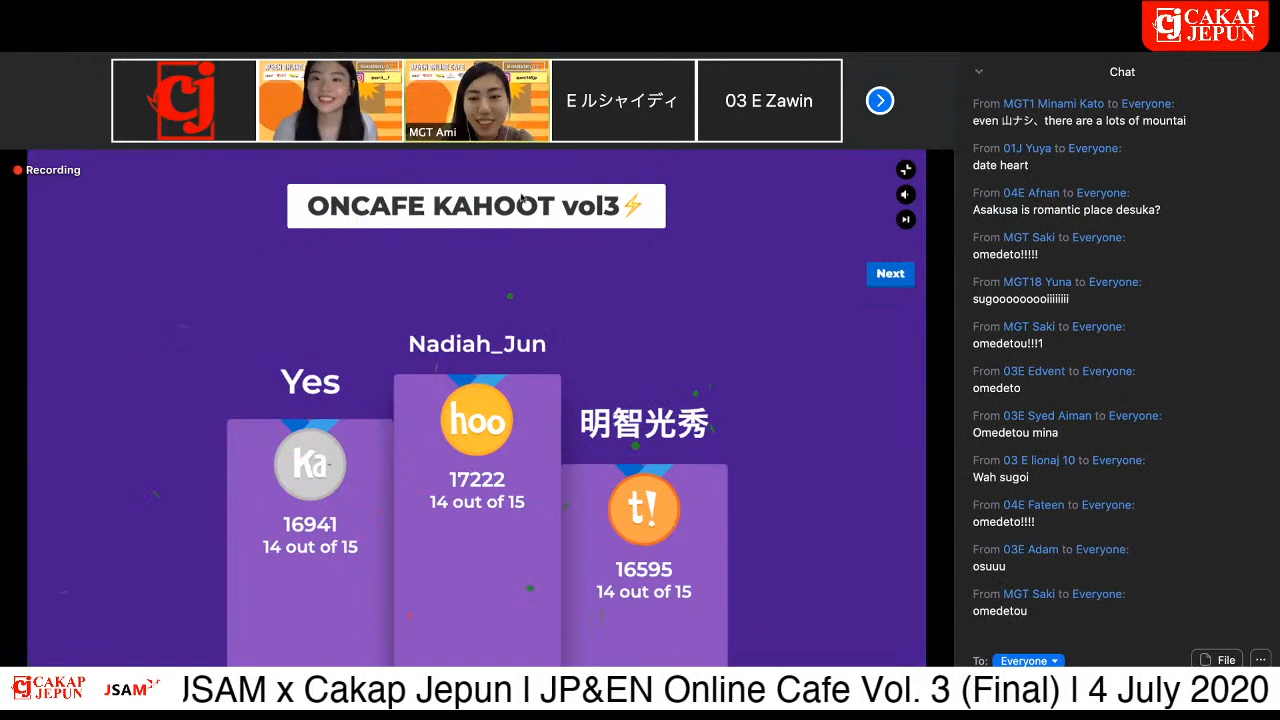 CAKAP
JEPUN
MGT Ami
E ルシャイディ
03 E Zawin
Recording
ONCAFE KAHOOT vol3⚡
Next
Nadiah_Jun
Yes
明智光秀
hoo
Ka
t!
17222
14 out of 15
16941
14 out of 15
16595
14 out of 15
Chat
From MGT1 Minami Kato to Everyone:
even 山ナシ、there are a lots of mountai
From 01J Yuya to Everyone:
date heart
From 04E Afnan to Everyone:
Asakusa is romantic place desuka?
From MGT Saki to Everyone:
omedeto!!!!!
From MGT18 Yuna to Everyone:
sugoooooooooiiiiiiii
From MGT Saki to Everyone:
omedetou!!!1
From 03E Edvent to Everyone:
omedeto
From 03E Syed Aiman to Everyone:
Omedetou mina
From 03 E lionaj 10 to Everyone:
Wah sugoi
From 04E Fateen to Everyone:
omedeto!!!!
From 03E Adam to Everyone:
osuuu
From MGT Saki to Everyone:
omedetou
To: Everyone
File
CAKAP
JEPUN
JSAM
JSAM x Cakap Jepun l JP&EN Online Cafe Vol. 3 (Final) l 4 July 2020